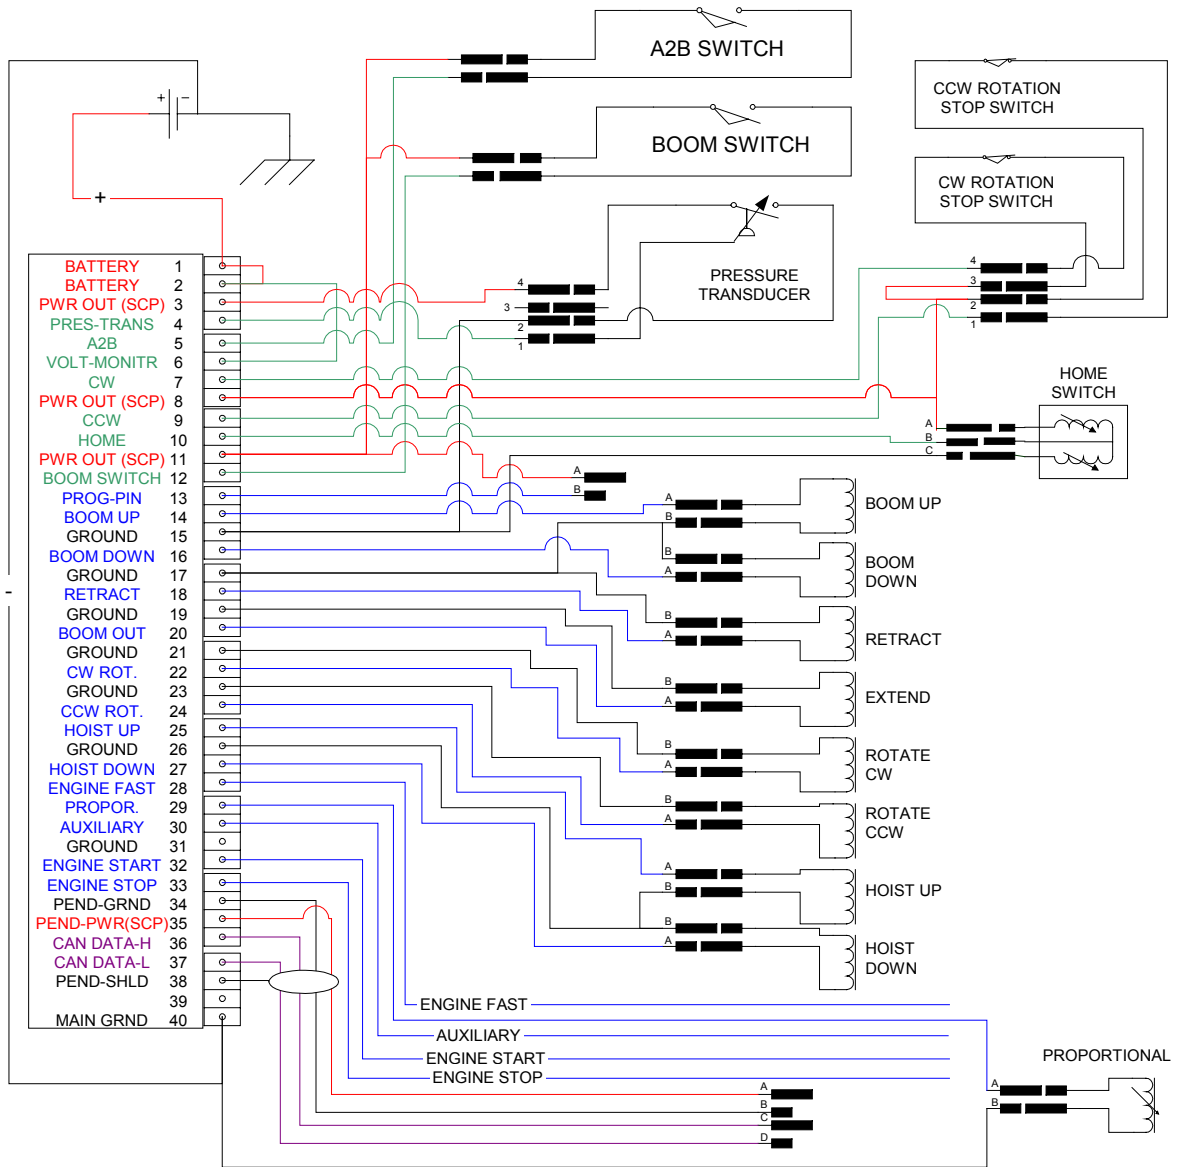 A2B SWITCH
CCW ROTATION
STOP SWITCH
+ −
BOOM SWITCH
CW ROTATION
STOP SWITCH
+
PRESSURE
TRANSDUCER
4
3
2
1
4
3
2
1
BATTERY 1
BATTERY 2
PWR OUT (SCP) 3
PRES-TRANS 4
A2B 5
VOLT-MONITR 6
CW 7
PWR OUT (SCP) 8
CCW 9
HOME 10
PWR OUT (SCP) 11
BOOM SWITCH 12
PROG-PIN 13
BOOM UP 14
GROUND 15
BOOM DOWN 16
GROUND 17
RETRACT 18
GROUND 19
BOOM OUT 20
GROUND 21
CW ROT. 22
GROUND 23
CCW ROT. 24
HOIST UP 25
GROUND 26
HOIST DOWN 27
ENGINE FAST 28
PROPOR. 29
AUXILIARY 30
GROUND 31
ENGINE START 32
ENGINE STOP 33
PEND-GRND 34
PEND-PWR(SCP) 35
CAN DATA-H 36
CAN DATA-L 37
PEND-SHLD 38
39
MAIN GRND 40
-
HOME
SWITCH
A
B
C
A
B
A
B
BOOM UP
B
A
BOOM
DOWN
B
A
RETRACT
B
A
EXTEND
B
A
ROTATE
CW
B
A
ROTATE
CCW
A
B
HOIST UP
B
A
HOIST
DOWN
ENGINE FAST
AUXILIARY
ENGINE START
ENGINE STOP
A
B
C
D
PROPORTIONAL
A
B